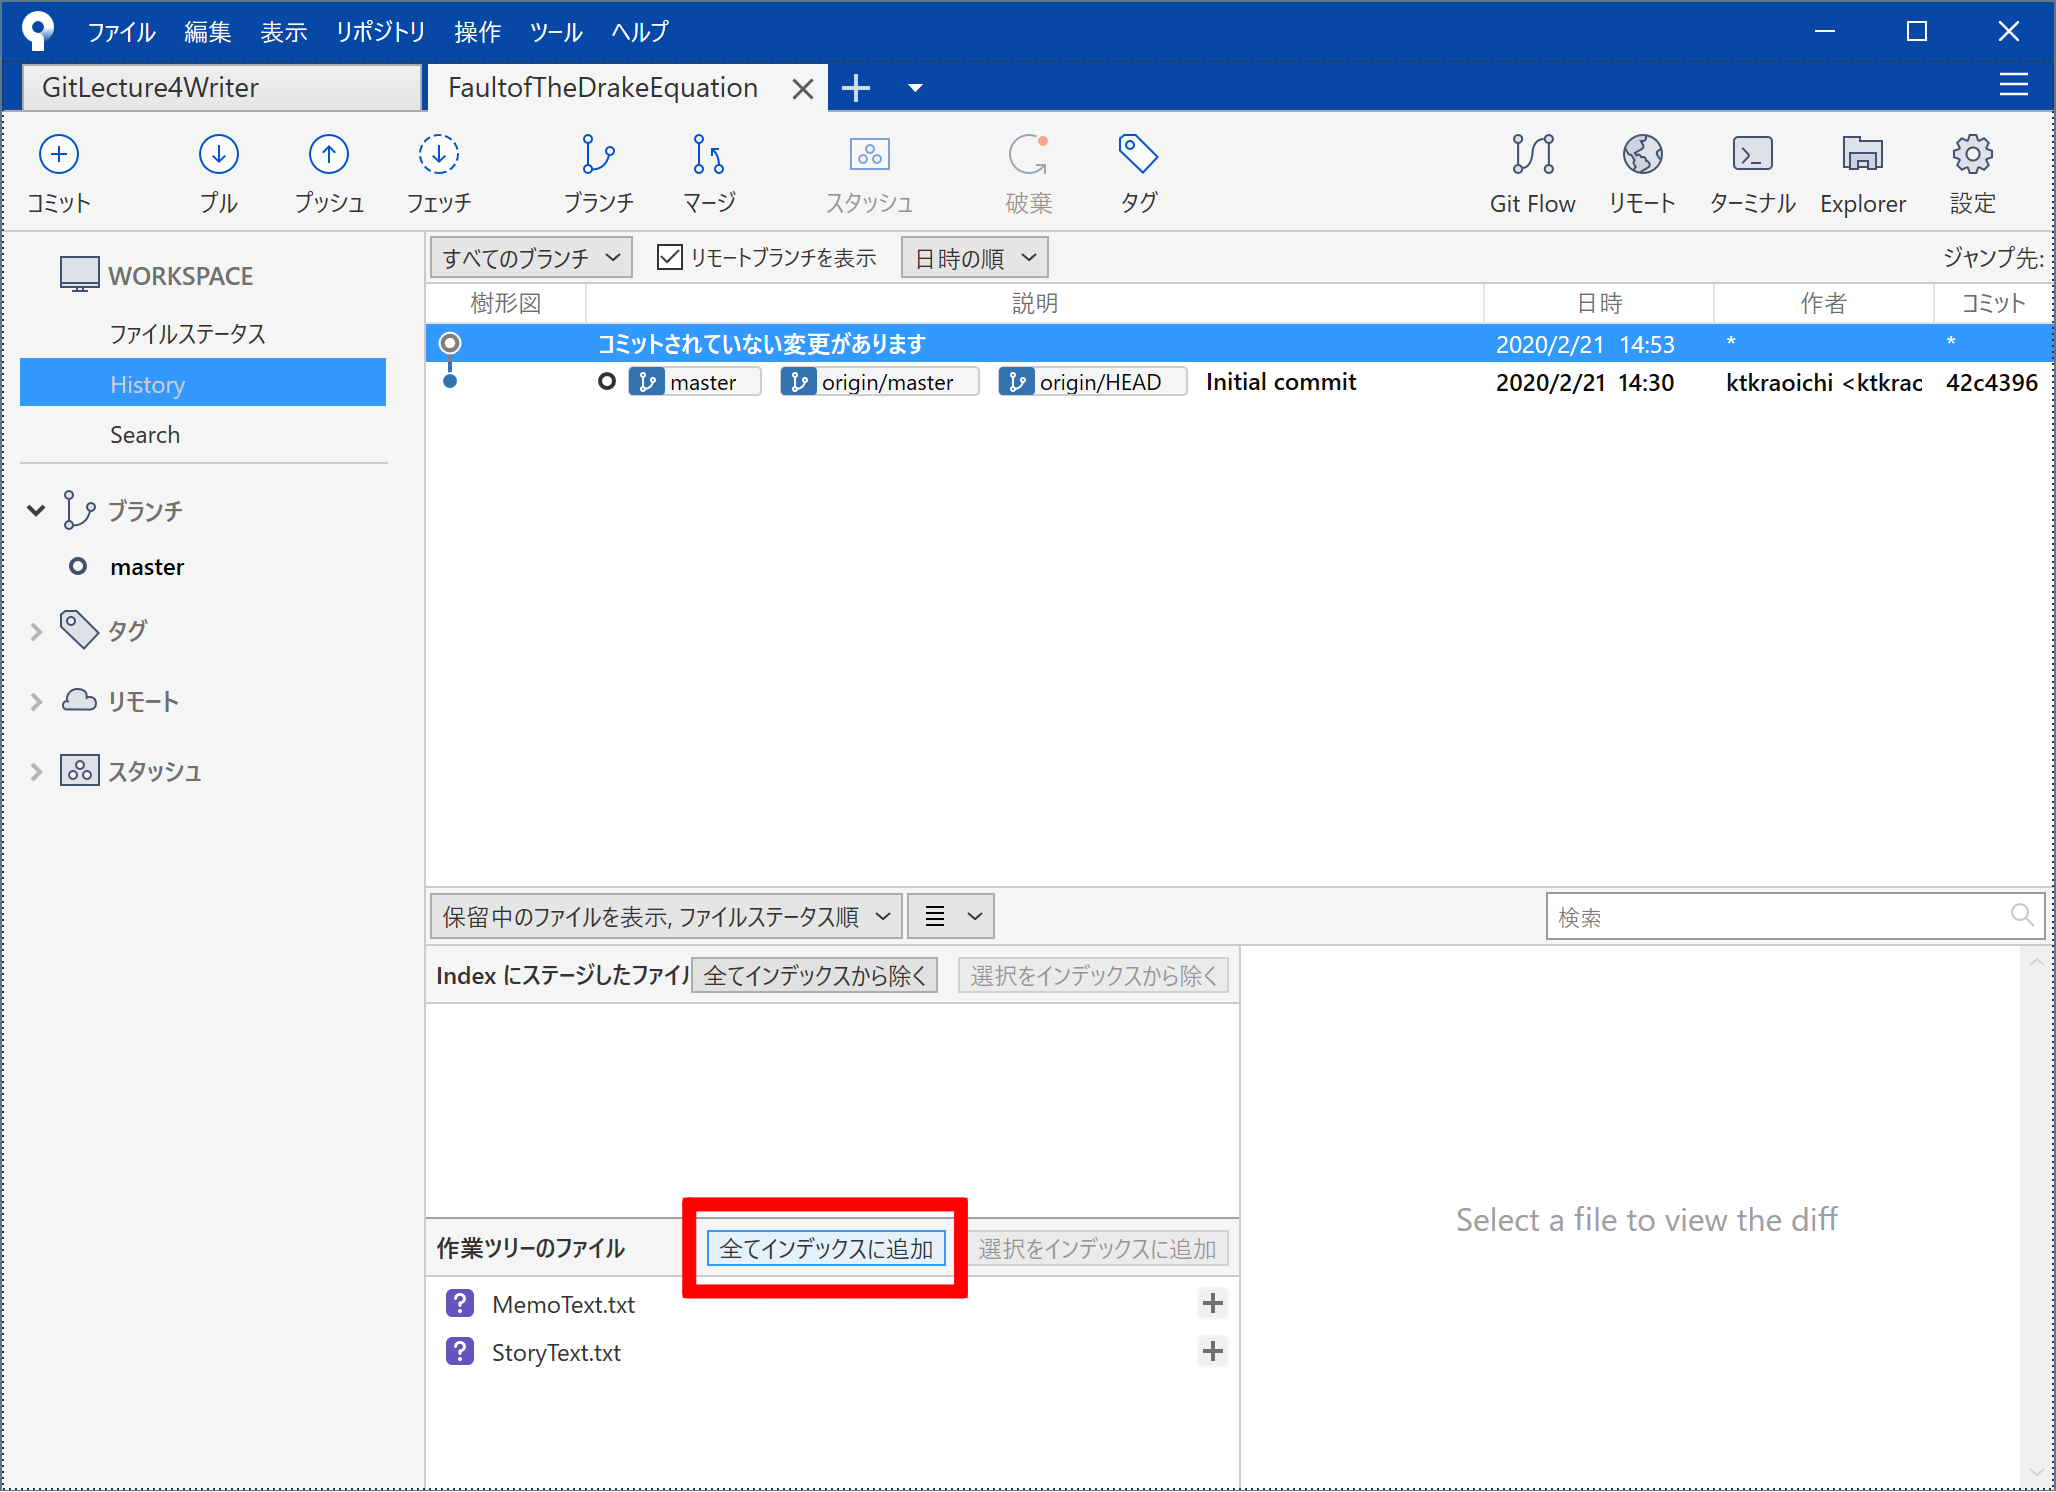 ファイル 編集 表示 リポジトリ 操作 ツール ヘルプ
GitLecture4Writer FaultofTheDrakeEquation
コミット プル プッシュ フェッチ ブランチ マージ スタッシュ 破棄 タグ Git Flow リモート ターミナル Explorer 設定
WORKSPACE
ファイルステータス
History
Search
ブランチ
master
タグ
リモート
スタッシュ
すべてのブランチ リモートブランチを表示 日時の順 ジャンプ先:
樹形図 説明 日時 作者 コミット
コミットされていない変更があります 2020/2/21 14:53 * *
master origin/master origin/HEAD Initial commit 2020/2/21 14:30 ktkraoichi <ktkrac 42c4396
保留中のファイルを表示, ファイルステータス順 検索
Index にステージしたファイル 全てインデックスから除く 選択をインデックスから除く
作業ツリーのファイル 全てインデックスに追加 選択をインデックスに追加
MemoText.txt
StoryText.txt
Select a file to view the diff